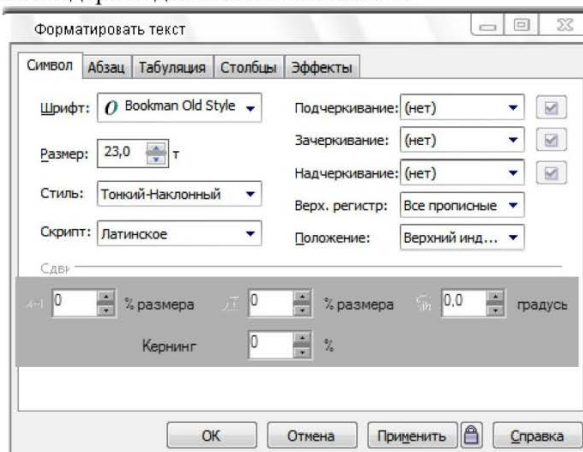 Форматировать текст
Символ Абзац Табуляция Столбцы Эффекты
Шрифт: O Bookman Old Style Подчеркивание: (нет)
Размер: 23,0 т Зачеркивание: (нет)
Надчеркивание: (нет)
Стиль: Тонкий-Наклонный Верх. регистр: Все прописные
Скрипт: Латинское Положение: Верхний инд...
Сдви
0 % размера 0 % размера 0,0 градусь
Кернинг 0 %
OK Отмена Применить Справка